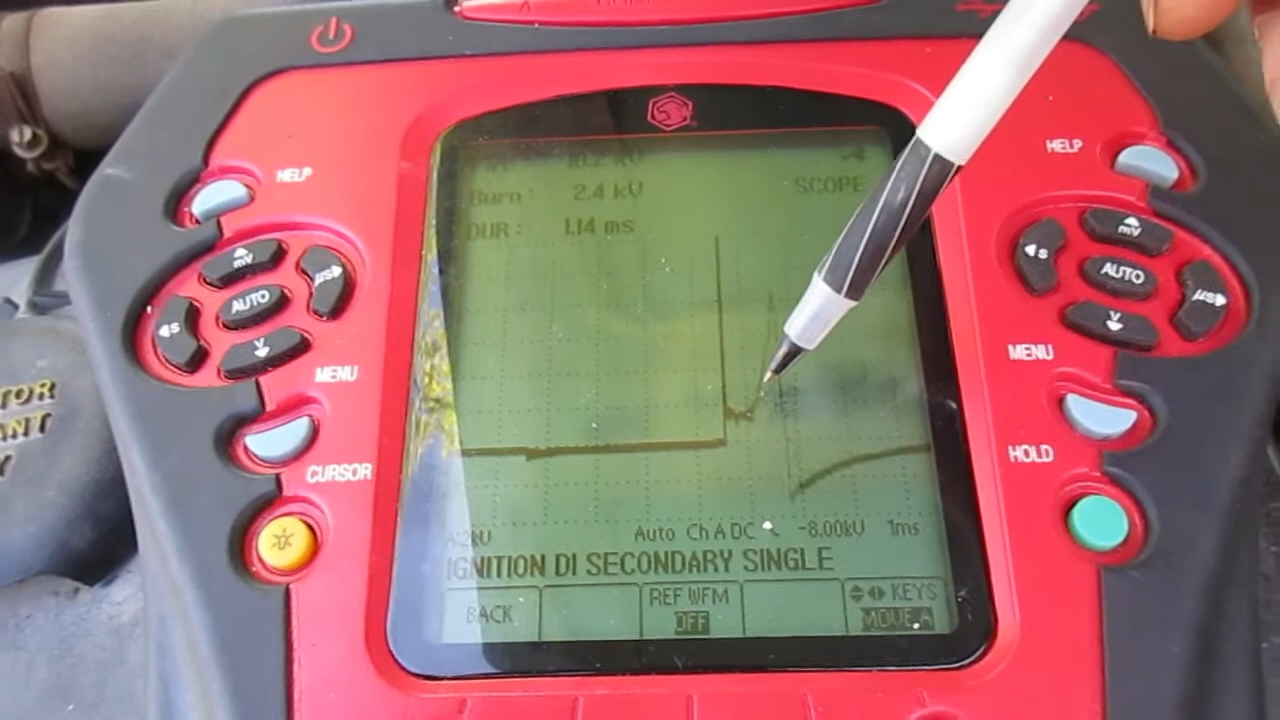 HELP
mV
◀s
AUTO
µs▶
V
MENU
CURSOR
10.2 kV
Burn : 2.4 kV
SCOPE
DUR : 1.14 ms
A:2kV Auto Ch A DC -8.00kV 1ms
IGNITION DI SECONDARY SINGLE
BACK
REF WFM
OFF
KEYS
MOVE A
HELP
mV
◀s
AUTO
µs▶
V
MENU
HOLD